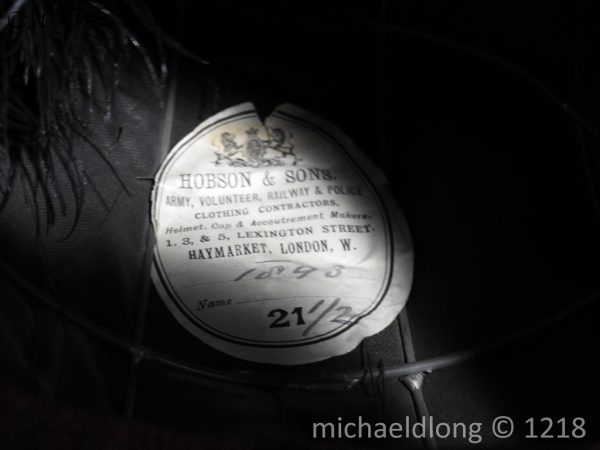 HOBSON & SONS.
ARMY, VOLUNTEER, RAILWAY & POLICE
CLOTHING CONTRACTORS,
Helmet, Cap & Accoutrement Makers.
1, 3, & 5, LEXINGTON STREET.
HAYMARKET, LONDON, W.
1893
Name
21 1/2
michaeldlong © 1218